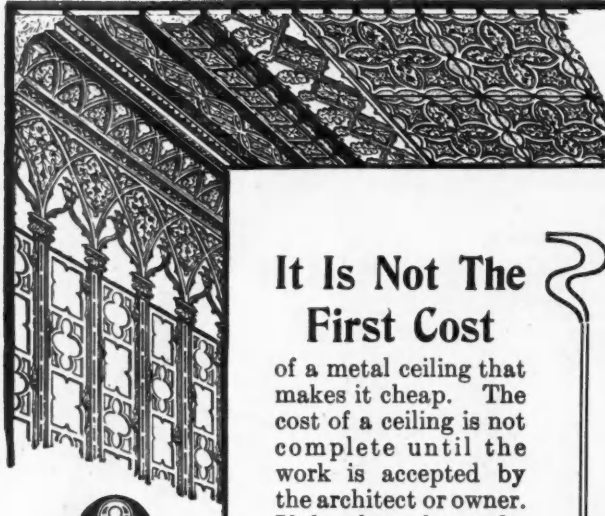 It Is Not The
First Cost
of a metal ceiling that
makes it cheap. The
cost of a ceiling is not
complete until the
work is accepted by
the architect or owner.